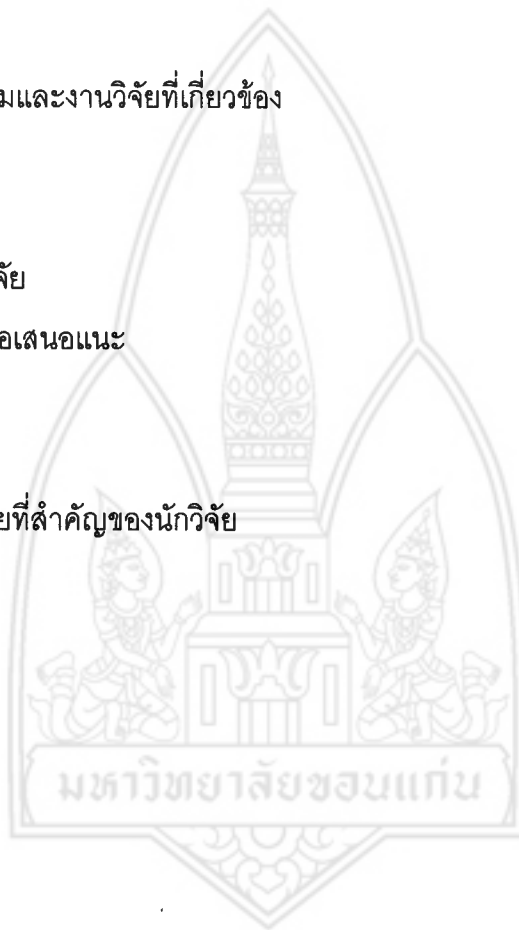 มและงานวิจัยที่เกี่ยวข้อง
จัย
อเสนอแนะ
ยที่สำคัญของนักวิจัย
มหาวิทยาลัยขอนแก่น